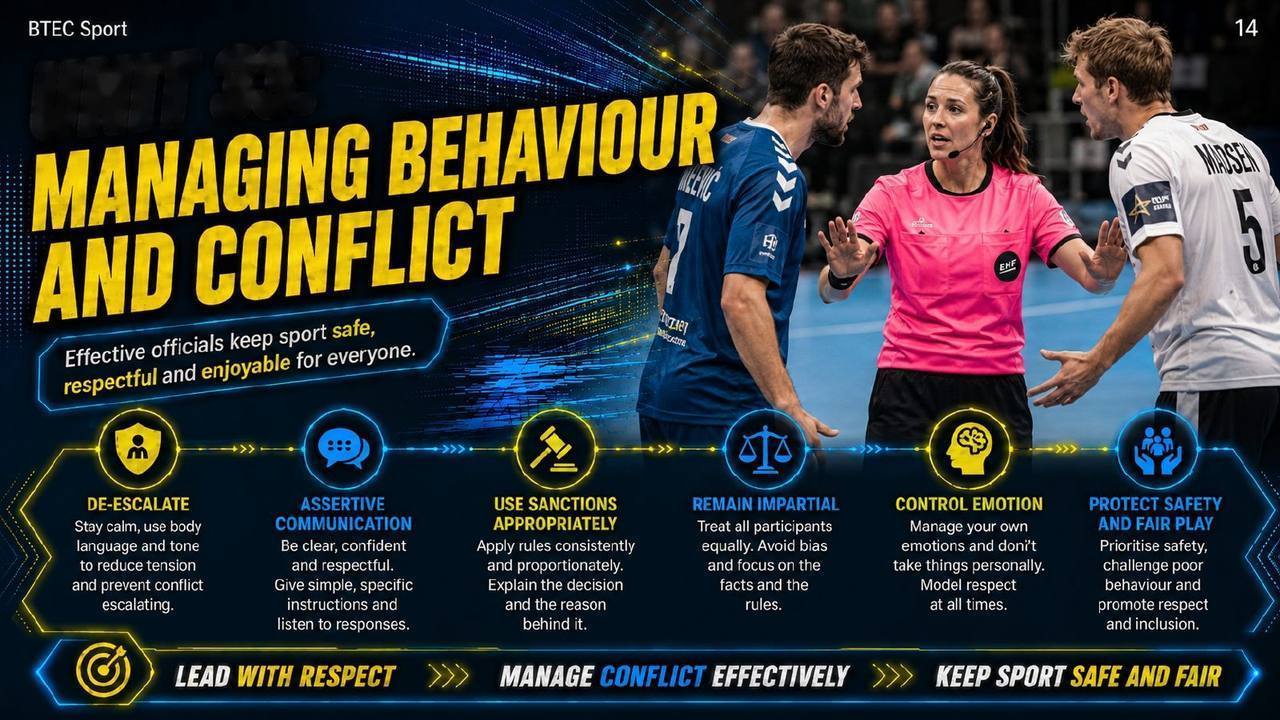 BTEC Sport
14
MANAGING BEHAVIOUR
AND CONFLICT
Effective officials keep sport safe,
respectful and enjoyable for everyone.
7
MADSEN
5
EHF
DE-ESCALATE
Stay calm, use body
language and tone
to reduce tension
and prevent conflict
escalating.
ASSERTIVE
COMMUNICATION
Be clear, confident
and respectful.
Give simple, specific
instructions and
listen to responses.
USE SANCTIONS
APPROPRIATELY
Apply rules consistently
and proportionately.
Explain the decision
and the reason
behind it.
REMAIN IMPARTIAL
Treat all participants
equally. Avoid bias
and focus on the
facts and the
rules.
CONTROL EMOTION
Manage your own
emotions and doni't
take things personally.
Model respect
at all times.
PROTECT SAFETY
AND FAIR PLAY
Prioritise safety,
challenge poor
behaviour and
promote respect
and inclusion.
LEAD WITH RESPECT
MANAGE CONFLICT EFFECTIVELY
KEEP SPORT SAFE AND FAIR